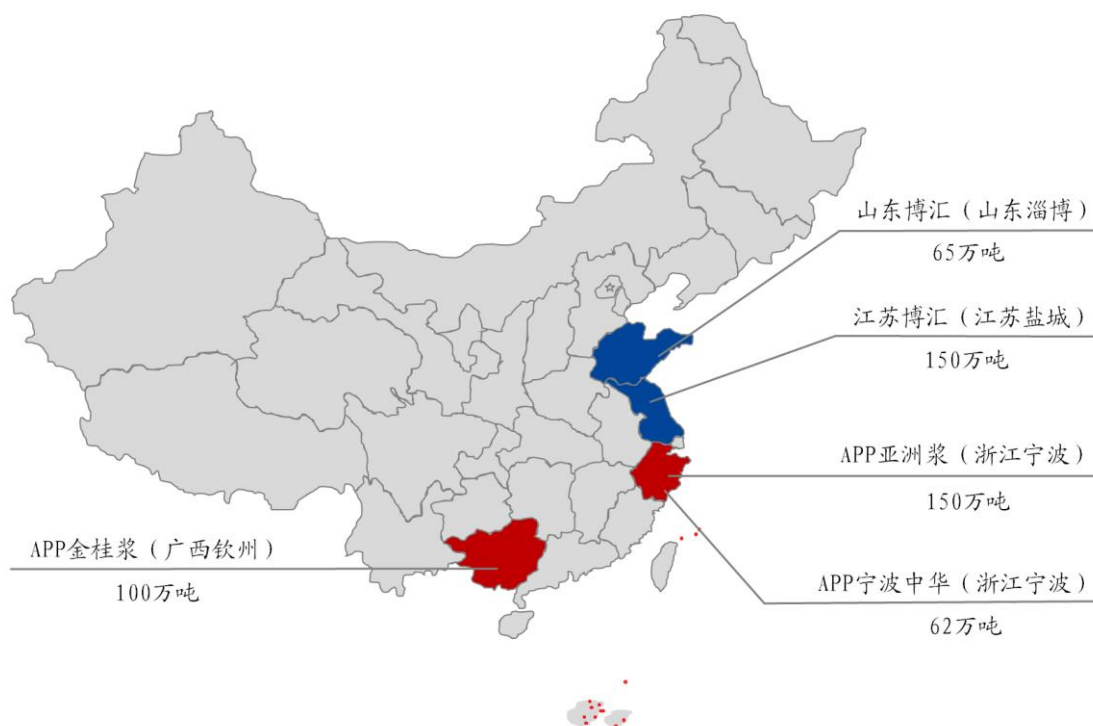 山东博汇（山东淄博）
65万吨
江苏博汇（江苏盐城）
150万吨
APP亚洲浆（浙江宁波）
150万吨
APP金桂浆（广西钦州）
100万吨
APP宁波中华（浙江宁波）
62万吨